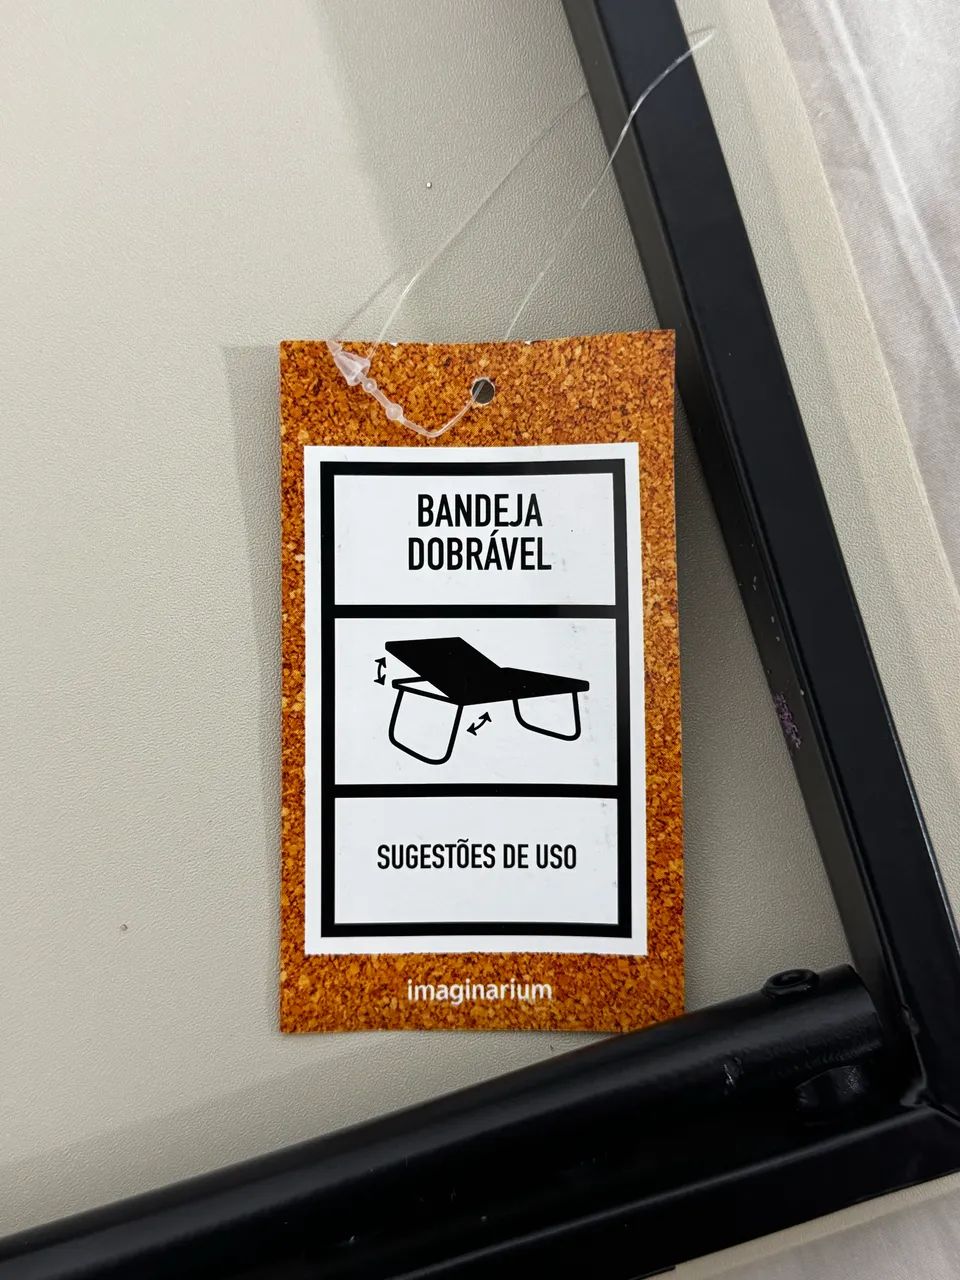 BANDEJA
DOBRÁVEL
SUGESTÕES DE USO
imaginarium